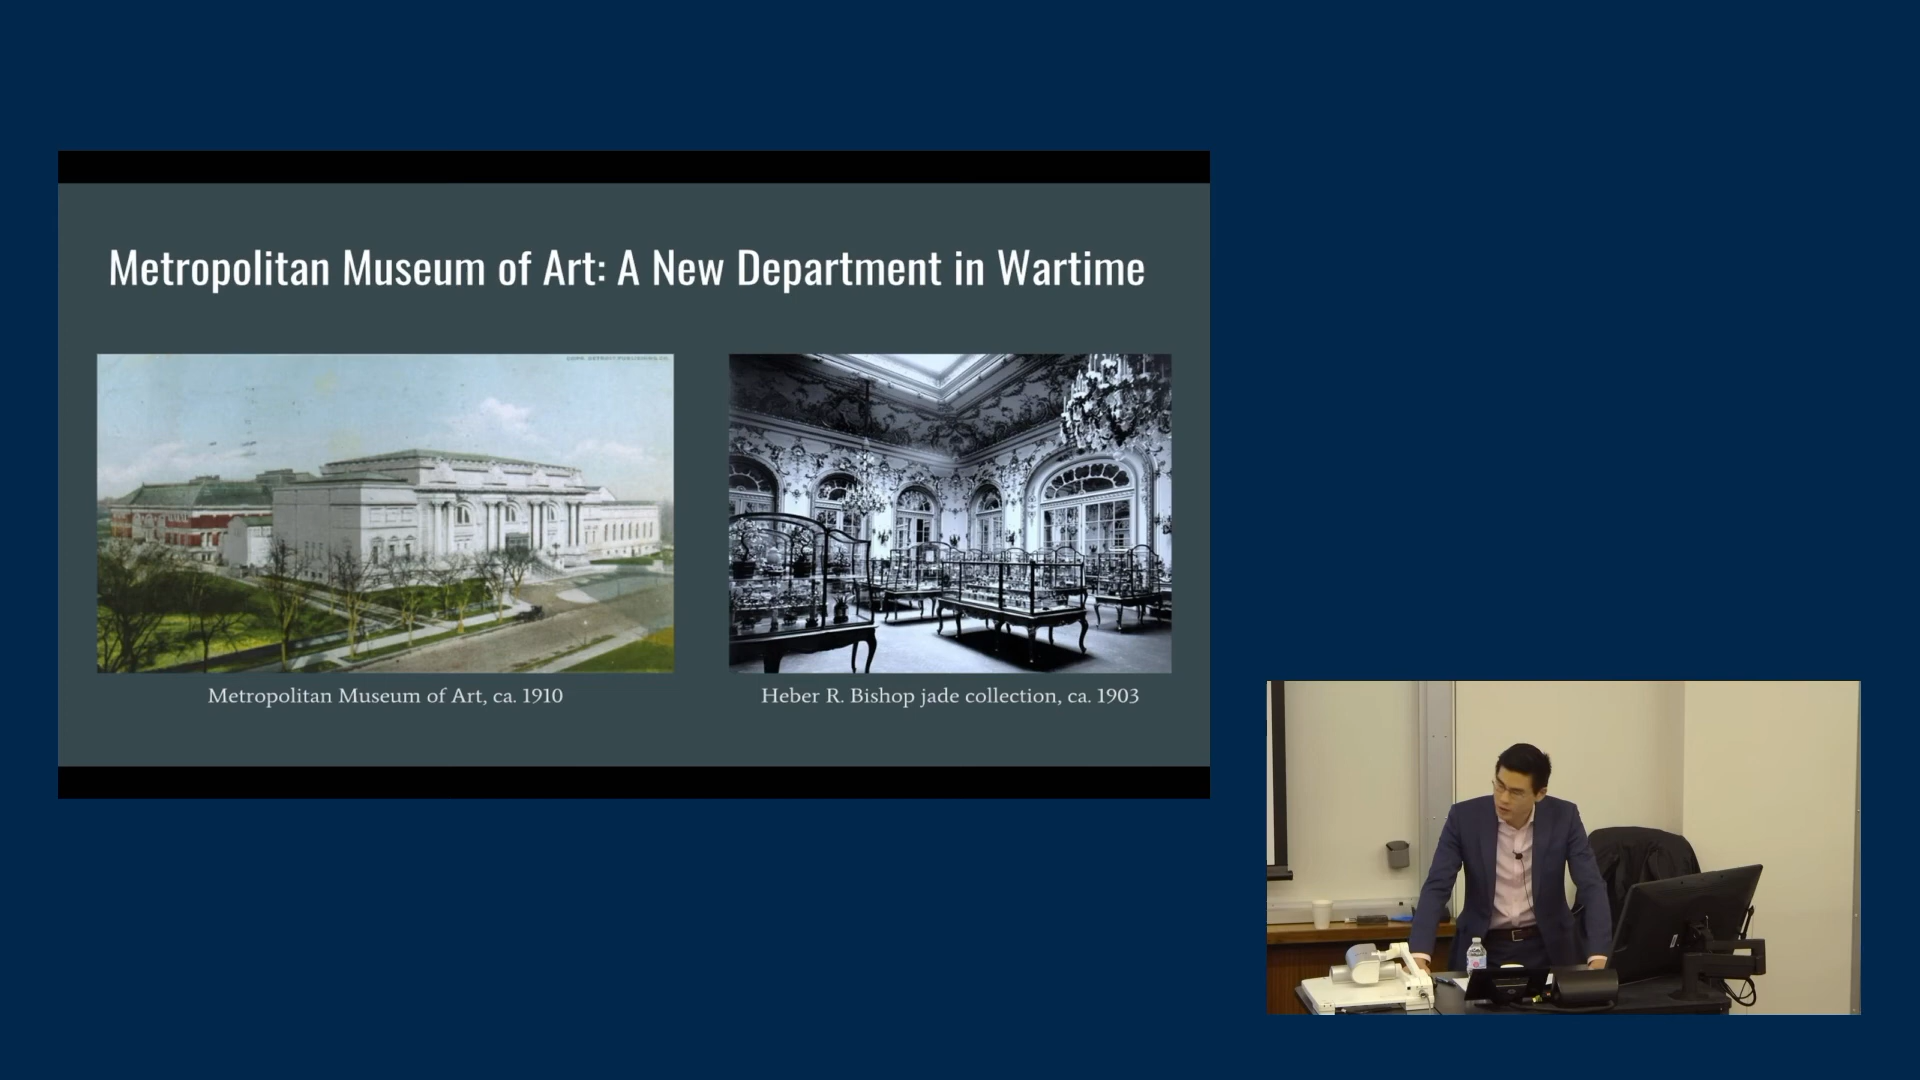 Metropolitan Museum of Art: A New Department in Wartime
Metropolitan Museum of Art, ca. 1910
Heber R. Bishop jade collection, ca. 1903